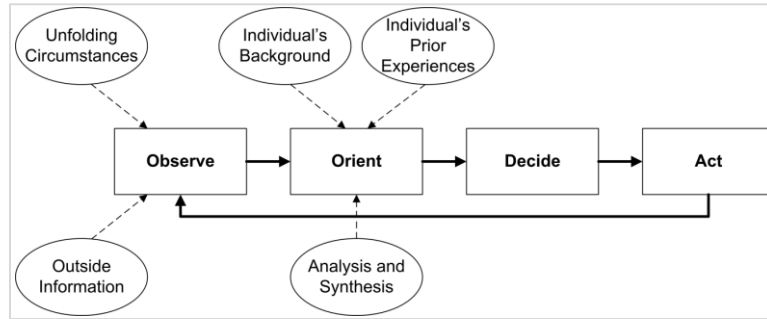 Unfolding
Circumstances
Individual's
Background
Individual's
Prior
Experiences
Observe
Orient
Decide
Act
Outside
Information
Analysis and
Synthesis